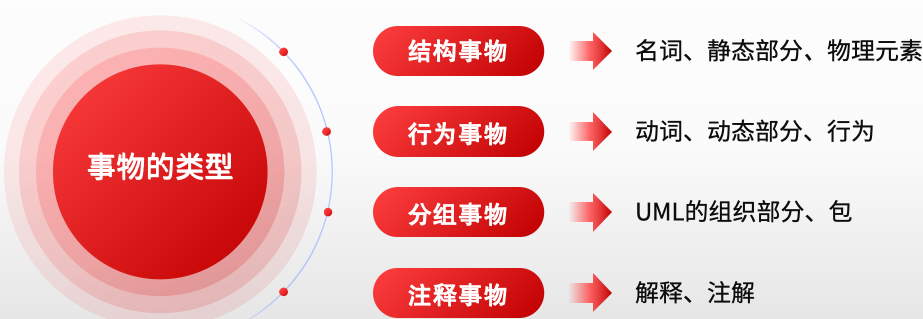 事物的类型
结构事物
名词、静态部分、物理元素
行为事物
动词、动态部分、行为
分组事物
UML的组织部分、包
注释事物
解释、注解